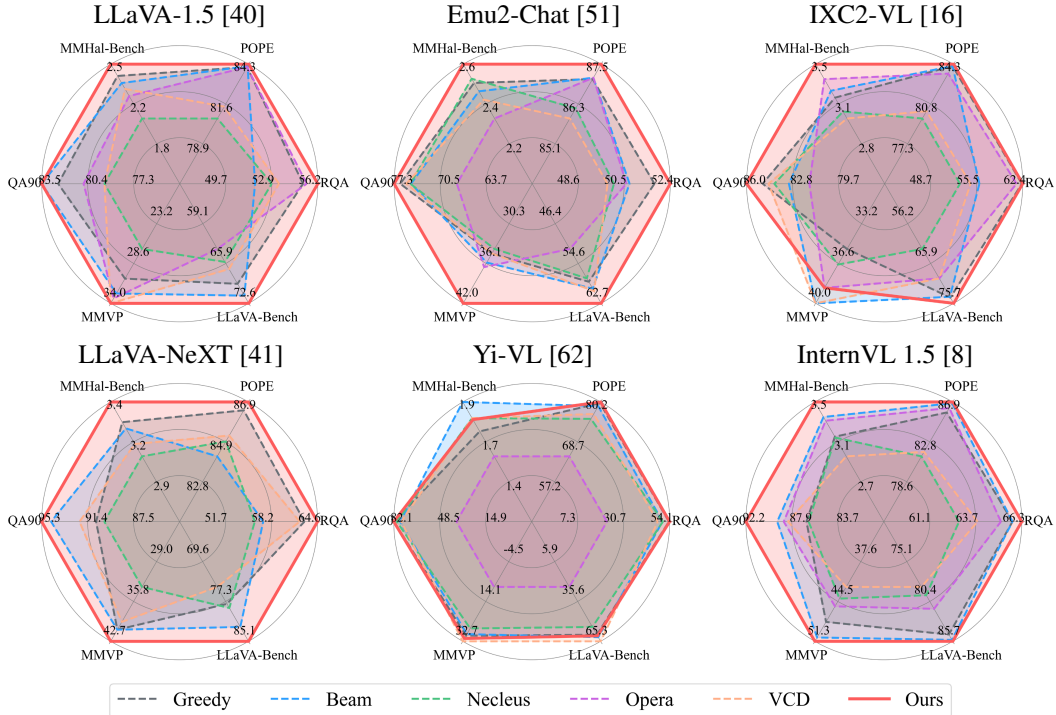 LLaVA-1.5 [40]
Emu2-Chat [51]
IXC2-VL [16]
MMHal-Bench POPE
2.5 84.3
2.2 81.6
1.8 78.9
QA90 83.5 80.4 77.3 49.7 52.9 56.2 RQA
23.2 59.1
28.6 65.9
34.0 72.6
MMVP LLaVA-Bench
MMHal-Bench POPE
2.6 87.5
2.4 86.3
2.2 85.1
QA90 77.3 70.5 63.7 48.6 50.5 52.4 RQA
30.3 46.4
36.1 54.6
42.0 62.7
MMVP LLaVA-Bench
MMHal-Bench POPE
3.5 84.3
3.1 80.8
2.8 77.3
QA90 86.0 82.8 79.7 48.7 55.5 62.4 RQA
33.2 56.2
36.6 65.9
40.0 75.7
MMVP LLaVA-Bench
LLaVA-NeXT [41]
Yi-VL [62]
InternVL 1.5 [8]
MMHal-Bench POPE
3.4 86.9
3.2 84.9
2.9 82.8
QA90 95.3 91.4 87.5 51.7 58.2 64.6 RQA
29.0 69.6
35.8 77.3
42.7 85.1
MMVP LLaVA-Bench
MMHal-Bench POPE
1.9 80.2
1.7 68.7
1.4 57.2
QA90 82.1 48.5 14.9 7.3 30.7 54.1 RQA
-4.5 5.9
14.1 35.6
32.7 65.3
MMVP LLaVA-Bench
MMHal-Bench POPE
3.5 86.9
3.1 82.8
2.7 78.6
QA90 92.2 87.9 83.7 61.1 63.7 66.3 RQA
37.6 75.1
44.5 80.4
51.3 85.7
MMVP LLaVA-Bench
Greedy Beam Necleus Opera VCD Ours